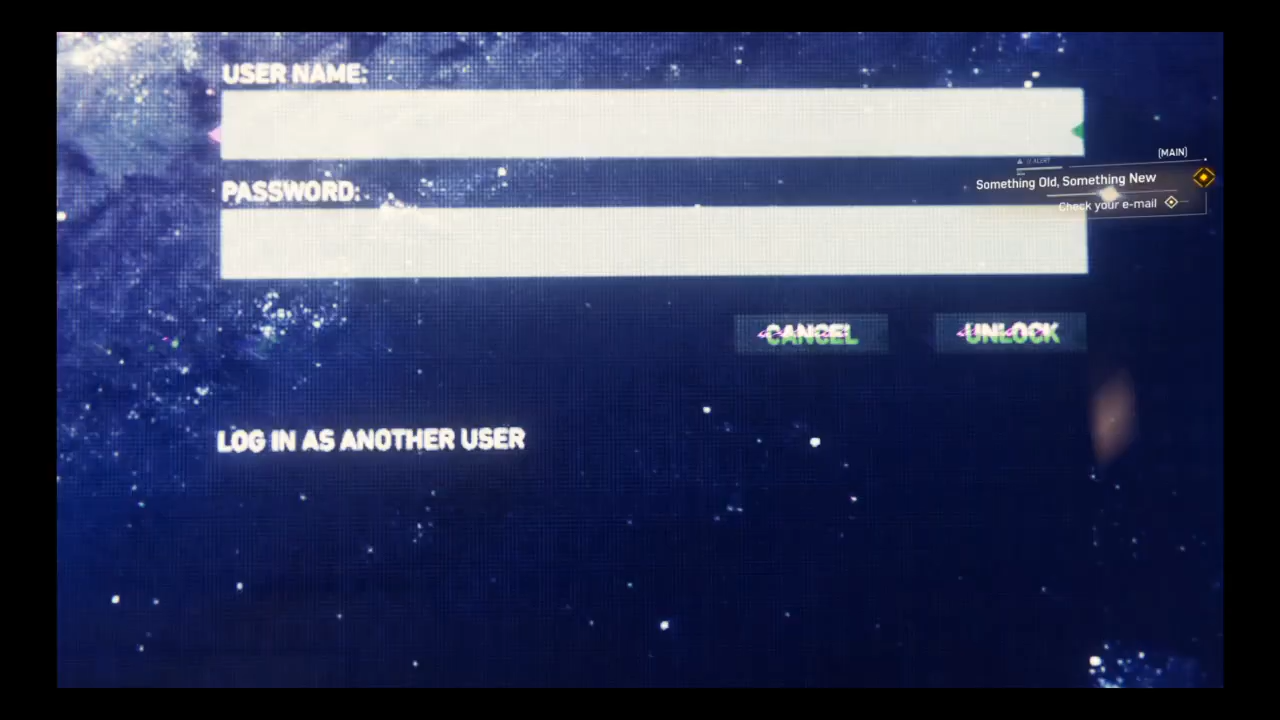 USER NAME:
(MAIN)
Something Old, Something New
PASSWORD:
Check your e-mail
CANCEL
UNLOCK
LOG IN AS ANOTHER USER